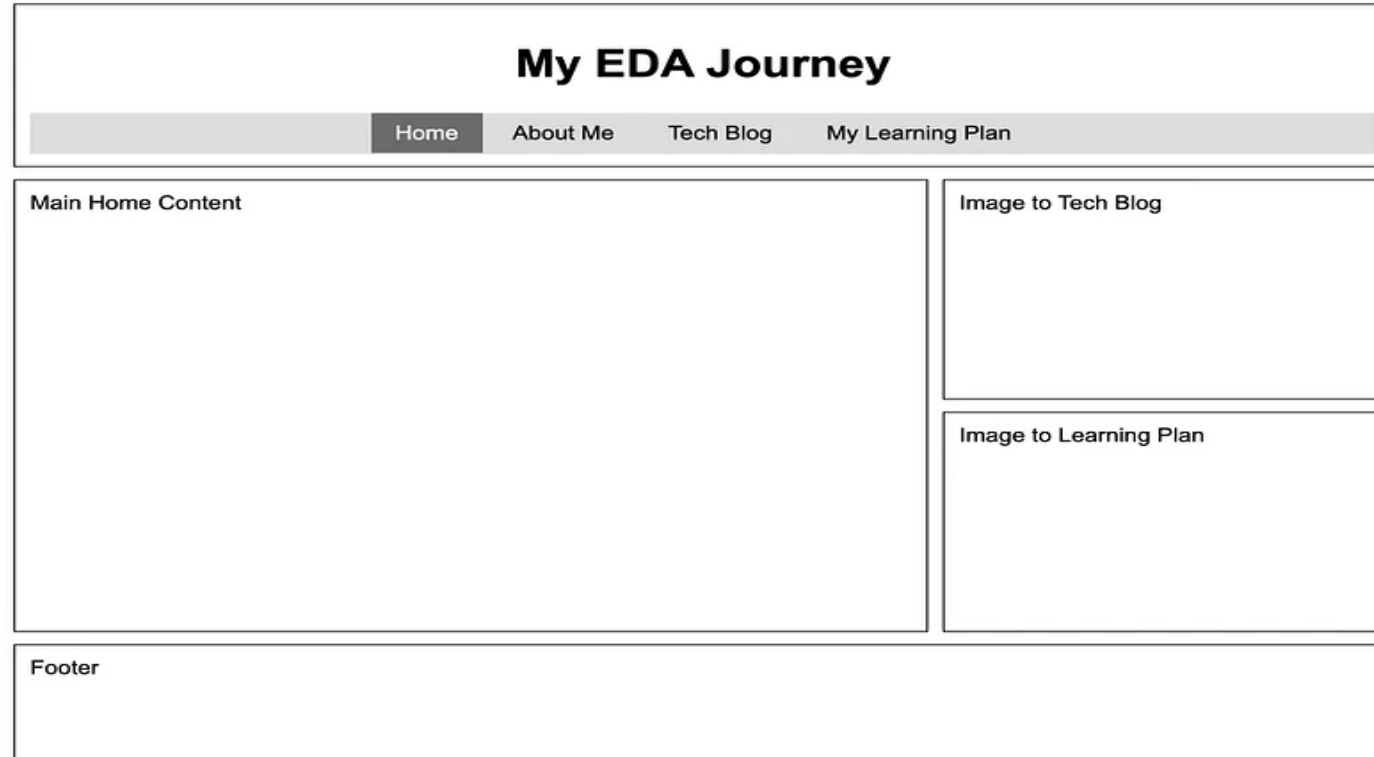 My EDA Journey
Home About Me Tech Blog My Learning Plan
Main Home Content
Image to Tech Blog
Image to Learning Plan
Footer